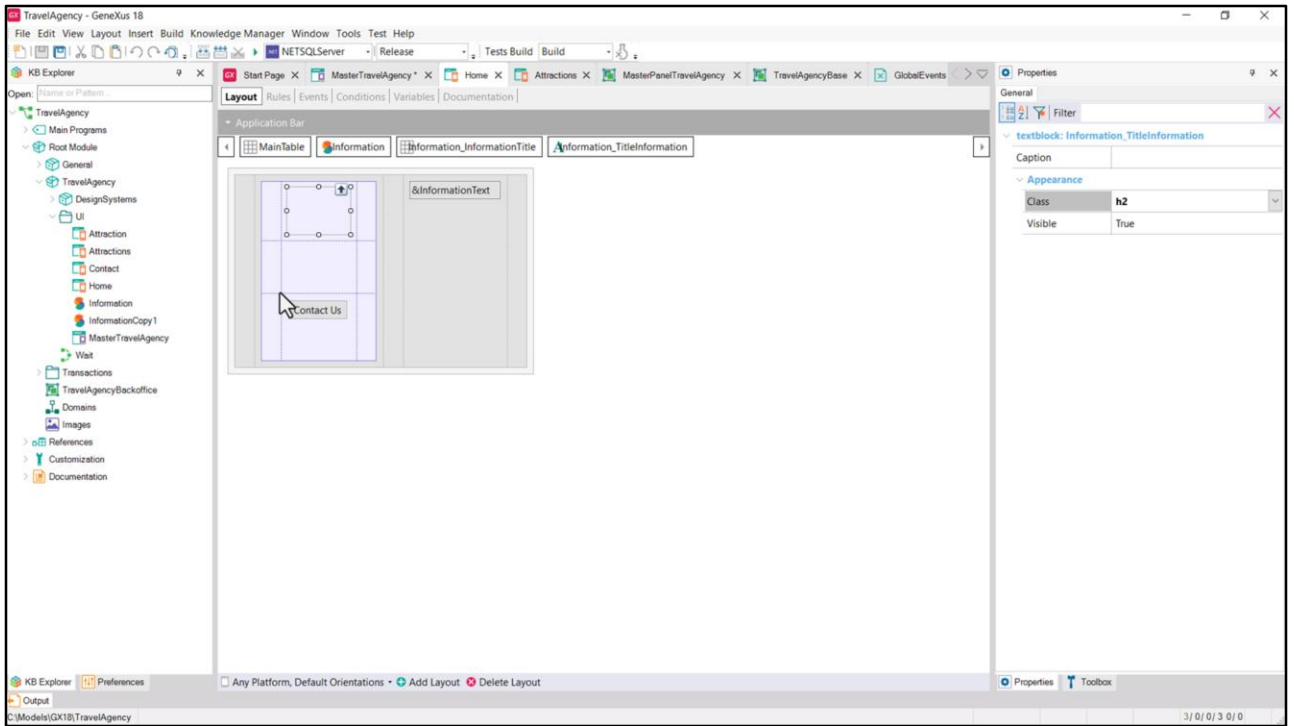 TravelAgency - GeneXus 18
File Edit View Layout Insert Build Knowledge Manager Window Tools Test Help
NETSQLServer Release Tests Build Build
KB Explorer
Open: Name or Pattern...
TravelAgency
Main Programs
Root Module
General
TravelAgency
DesignSystems
UI
Attraction
Attractions
Contact
Home
Information
InformationCopy1
MasterTravelAgency
Wait
Transactions
TravelAgencyBackoffice
Domains
Images
References
Customization
Documentation
KB Explorer Preferences
Start Page MasterTravelAgency* Home Attractions MasterPanelTravelAgency TravelAgencyBase GlobalEvents
Layout Rules Events Conditions Variables Documentation
Application Bar
MainTable Information Information_InformationTitle Information_TitleInformation
&InformationText
Contact Us
Any Platform, Default Orientations Add Layout Delete Layout
Properties
General
Filter
textblock: Information_TitleInformation
Caption
Appearance
Class h2
Visible True
Properties Toolbox
Output
C:\Models\GX18\TravelAgency 3/0/0/3 0/0